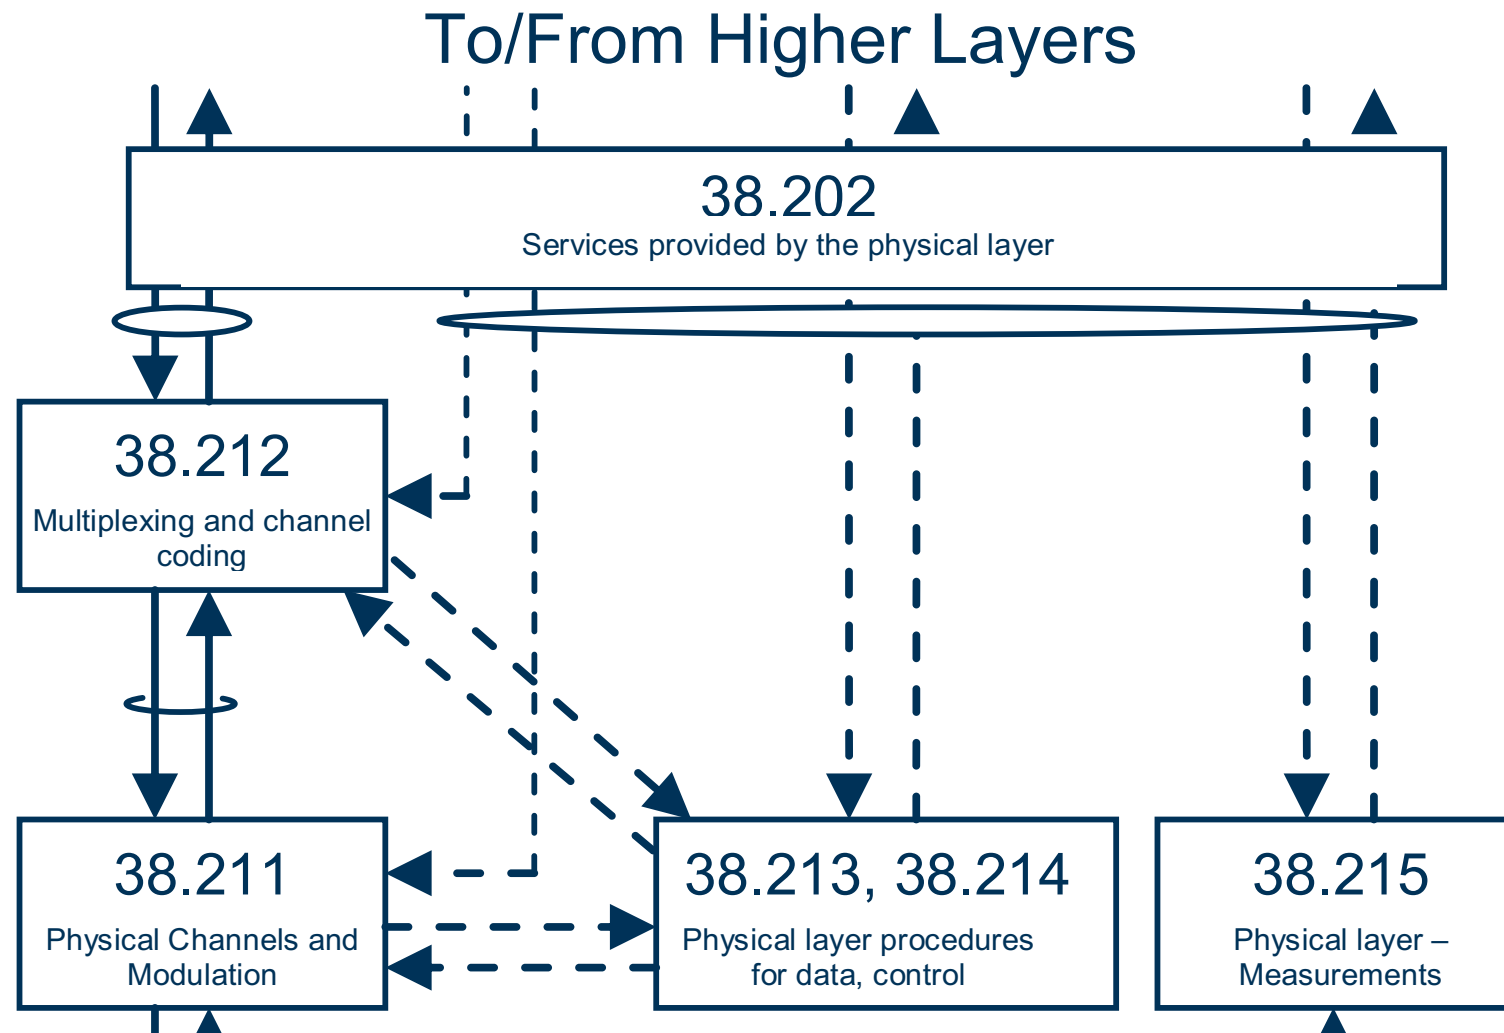 To/From Higher Layers
38.202
Services provided by the physical layer
38.212
Multiplexing and channel
coding
38.211
Physical Channels and
Modulation
38.213, 38.214
Physical layer procedures
for data, control
38.215
Physical layer –
Measurements